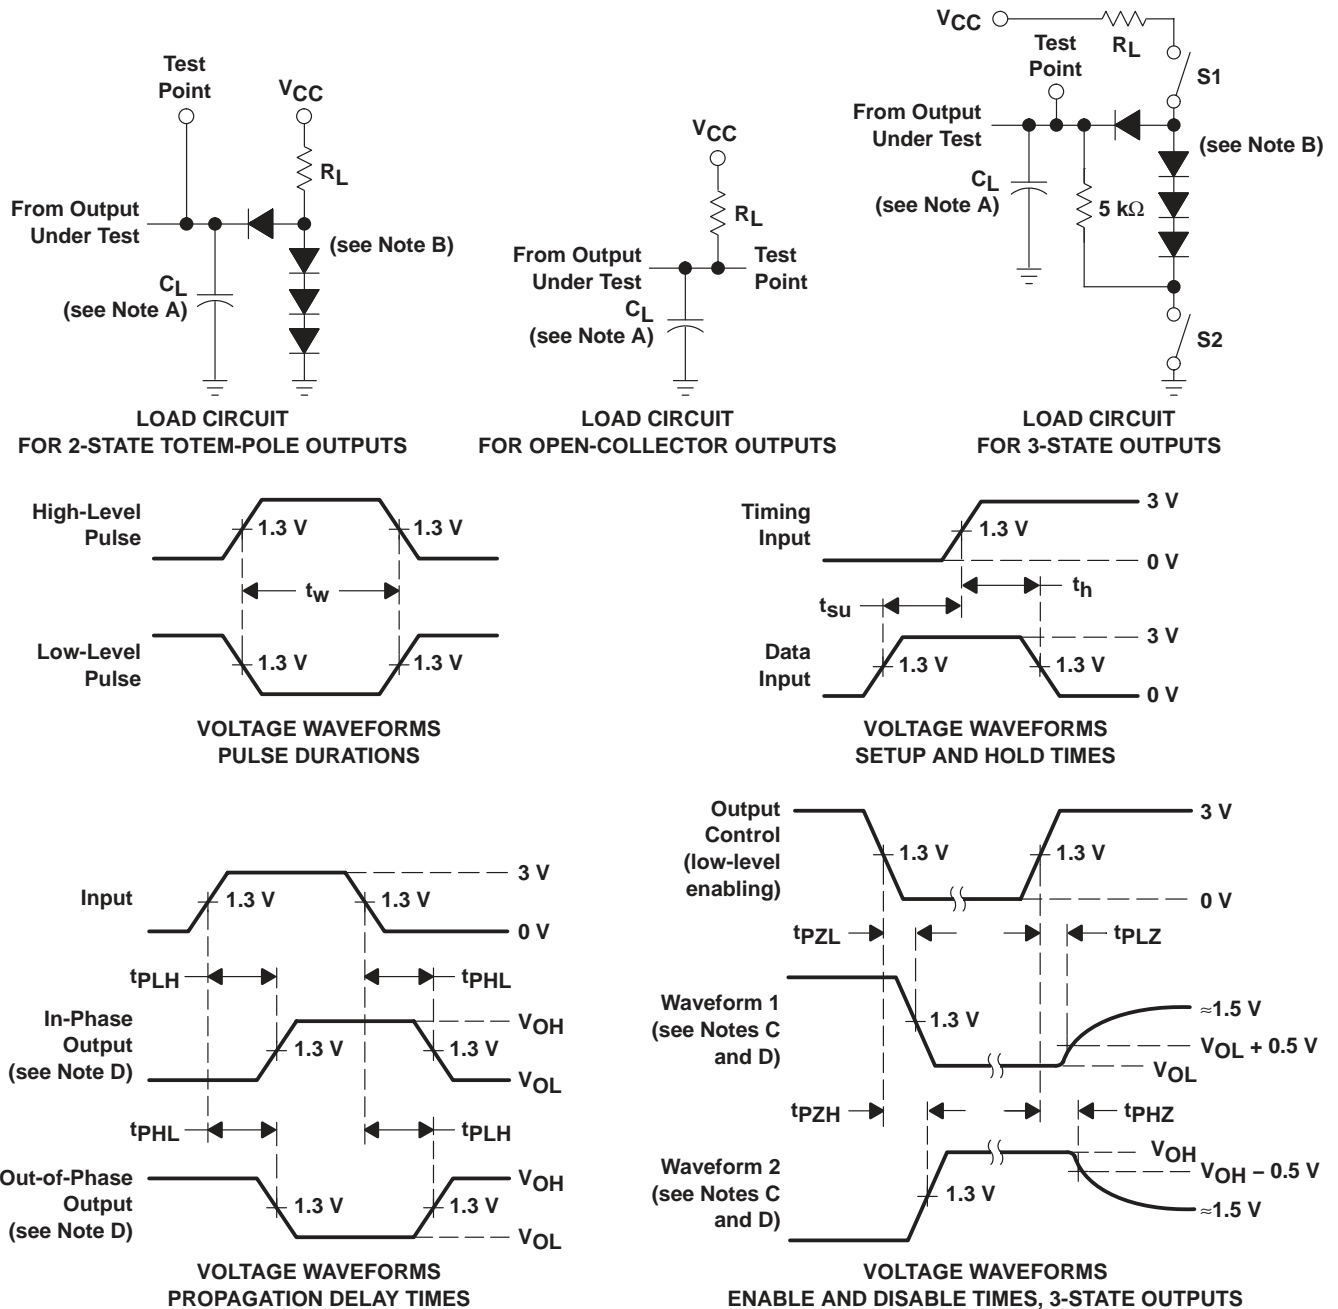 Test
Point
VCC
RL
From Output
Under Test
(see Note B)
CL
(see Note A)
LOAD CIRCUIT
FOR 2-STATE TOTEM-POLE OUTPUTS
VCC
RL
From Output
Under Test
Test
Point
CL
(see Note A)
LOAD CIRCUIT
FOR OPEN-COLLECTOR OUTPUTS
VCC
RL
Test
Point
S1
From Output
Under Test
(see Note B)
CL
(see Note A)
5 kΩ
S2
LOAD CIRCUIT
FOR 3-STATE OUTPUTS
High-Level
Pulse
1.3 V
1.3 V
tw
Low-Level
Pulse
1.3 V
1.3 V
VOLTAGE WAVEFORMS
PULSE DURATIONS
Timing
Input
1.3 V
3 V
0 V
th
tsu
Data
Input
1.3 V
1.3 V
3 V
0 V
VOLTAGE WAVEFORMS
SETUP AND HOLD TIMES
Input
1.3 V
1.3 V
3 V
0 V
tPLH
tPHL
In-Phase
Output
(see Note D)
1.3 V
1.3 V
VOH
VOL
tPHL
tPLH
Out-of-Phase
Output
(see Note D)
1.3 V
1.3 V
VOH
VOL
VOLTAGE WAVEFORMS
PROPAGATION DELAY TIMES
Output
Control
(low-level
enabling)
1.3 V
1.3 V
3 V
0 V
tPZL
tPLZ
Waveform 1
(see Notes C
and D)
1.3 V
≈1.5 V
VOL + 0.5 V
VOL
tPZH
tPHZ
Waveform 2
(see Notes C
and D)
1.3 V
VOH
VOH – 0.5 V
≈1.5 V
VOLTAGE WAVEFORMS
ENABLE AND DISABLE TIMES, 3-STATE OUTPUTS